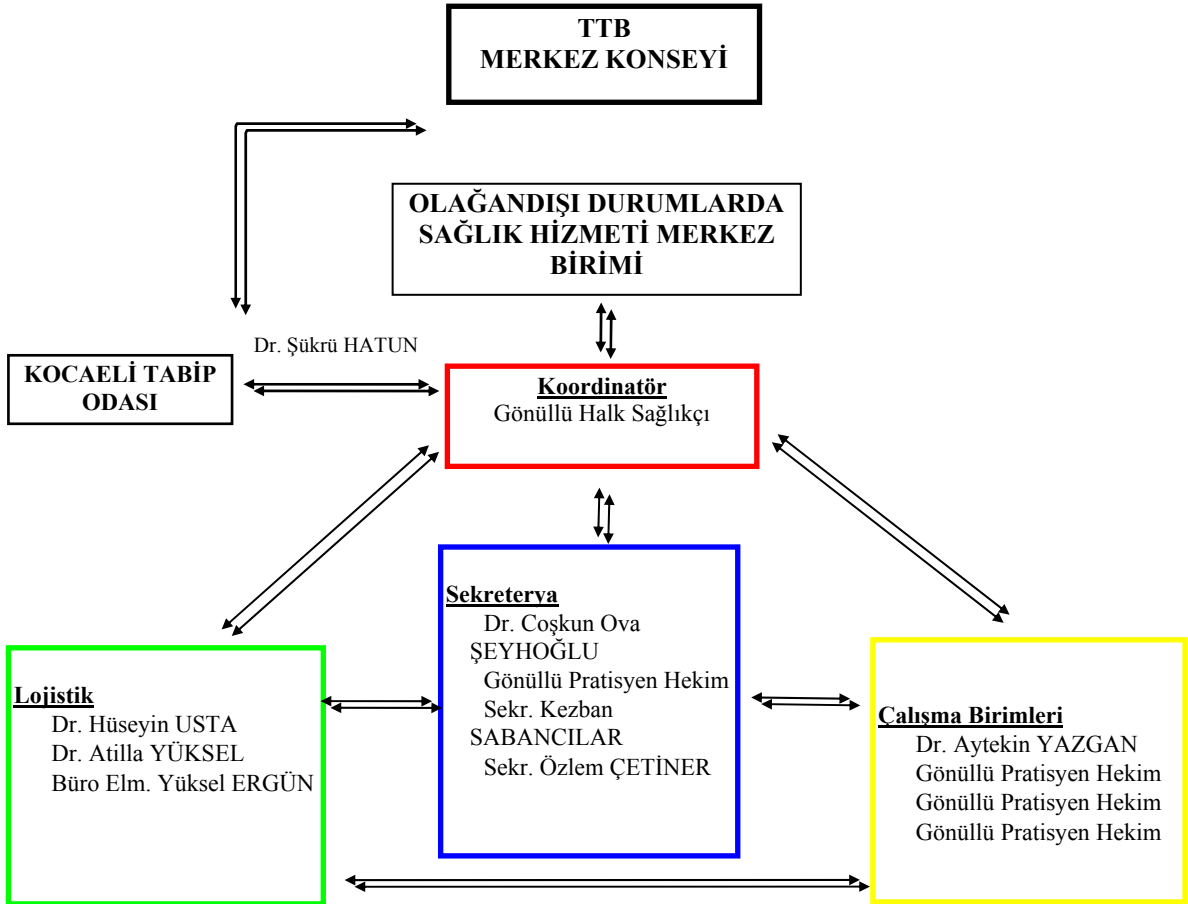 TTB
MERKEZ KONSEYİ
OLAĞANDIŞI DURUMLARDA
SAĞLIK HİZMETİ MERKEZ
BİRİMİ
Dr. Şükrü HATUN
KOCAELİ TABİP
ODASI
Koordinatör
Gönüllü Halk Sağlıkçı
Sekreterya
Dr. Coşkun Ova
ŞEYHOĞLU
Gönüllü Pratisyen Hekim
Sekr. Kezban
SABANCILAR
Sekr. Özlem ÇETİNER
Lojistik
Dr. Hüseyin USTA
Dr. Atilla YÜKSEL
Büro Elm. Yüksel ERGÜN
Çalışma Birimleri
Dr. Aytekin YAZGAN
Gönüllü Pratisyen Hekim
Gönüllü Pratisyen Hekim
Gönüllü Pratisyen Hekim